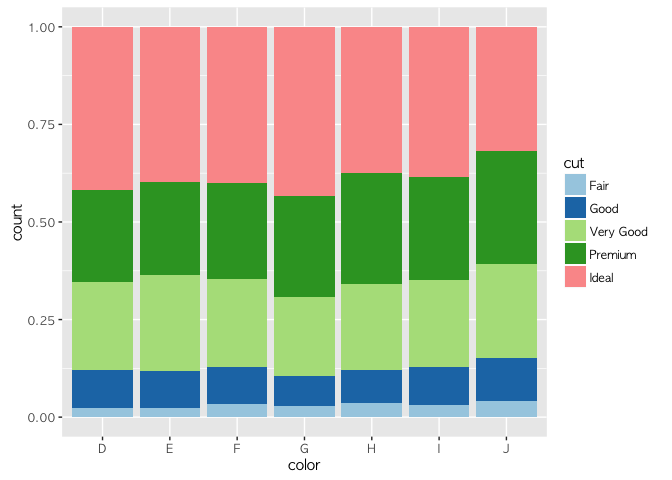 1.00
0.75
0.50
0.25
0.00
count
D E F G H I J
color
cut
Fair
Good
Very Good
Premium
Ideal